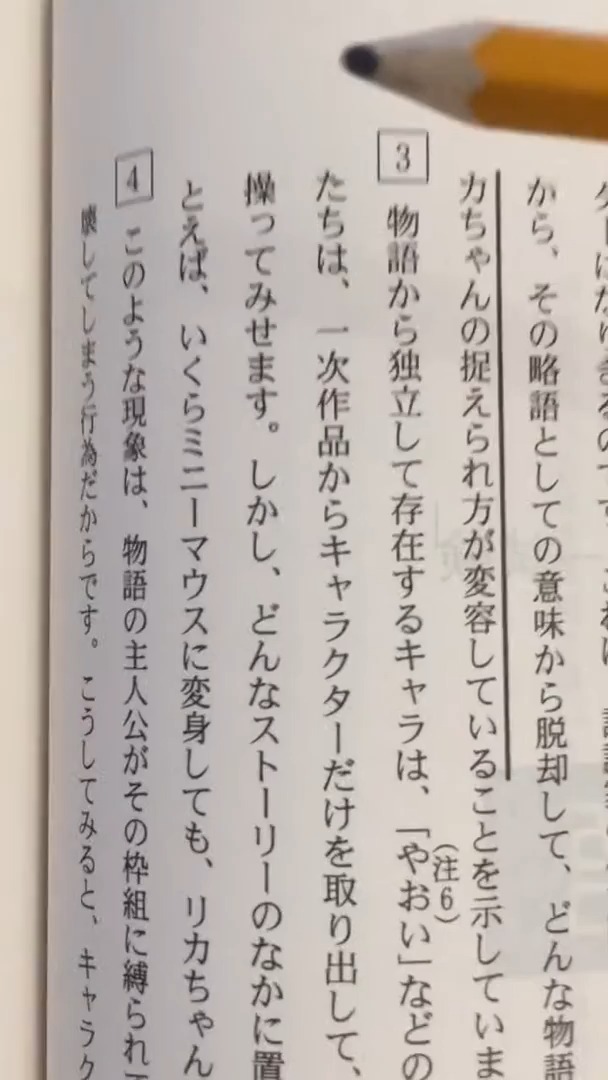 から、その略語としての意味から脱却して、どんな物語
カちゃんの捉えられ方が変容していることを示していま
（注6）
3 物語から独立して存在するキャラは、「やおい」などの
たちは、一次作品からキャラクターだけを取り出して、
操ってみせます。しかし、どんなストーリーのなかに置
とえば、いくらミニーマウスに変身しても、リカちゃん
4 このような現象は、物語の主人公がその枠組に縛られて
壊してしまう行為だからです。こうしてみると、キャラク